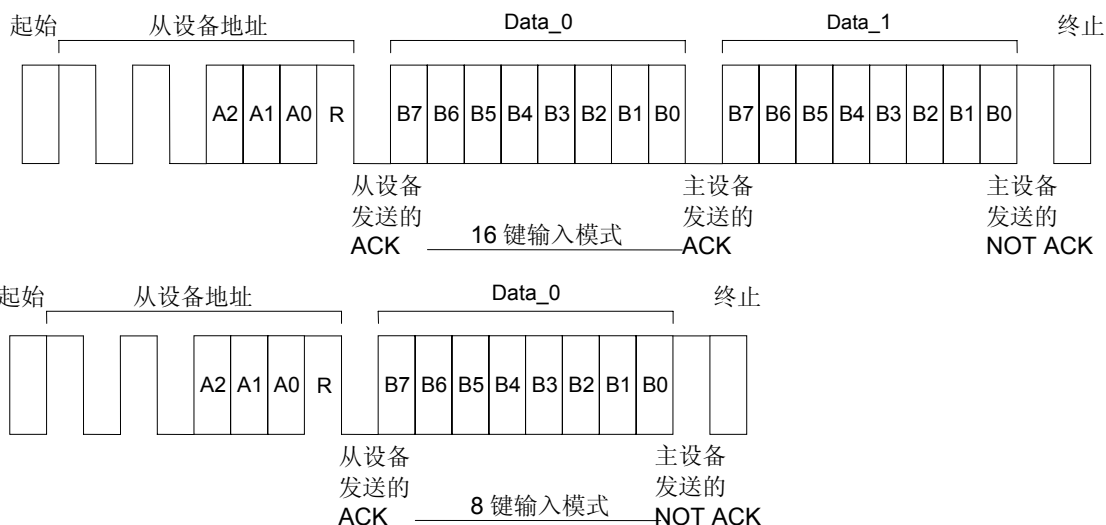 起始 从设备地址 Data_0 Data_1 终止
A2 A1 A0 R B7 B6 B5 B4 B3 B2 B1 B0 B7 B6 B5 B4 B3 B2 B1 B0
从设备
发送的
ACK
16 键输入模式
主设备
发送的
ACK
主设备
发送的
NOT ACK
起始 从设备地址 Data_0 终止
A2 A1 A0 R B7 B6 B5 B4 B3 B2 B1 B0
从设备
发送的
ACK
8 键输入模式
主设备
发送的
NOT ACK